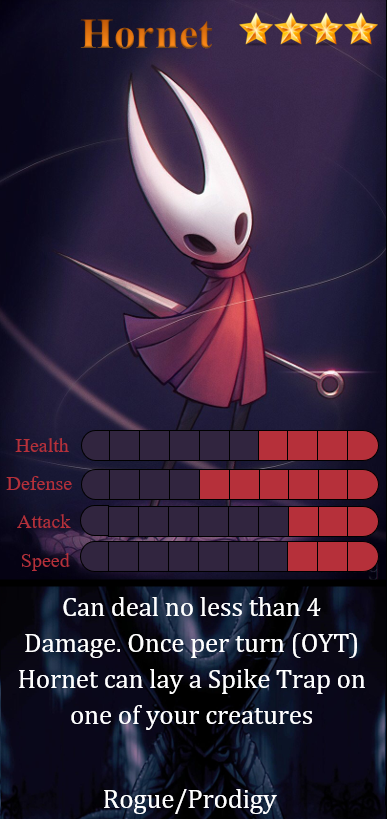 Hornet
Health
Defense
Attack
Speed
Can deal no less than 4
Damage. Once per turn (OYT)
Hornet can lay a Spike Trap on
one of your creatures
Rogue/Prodigy